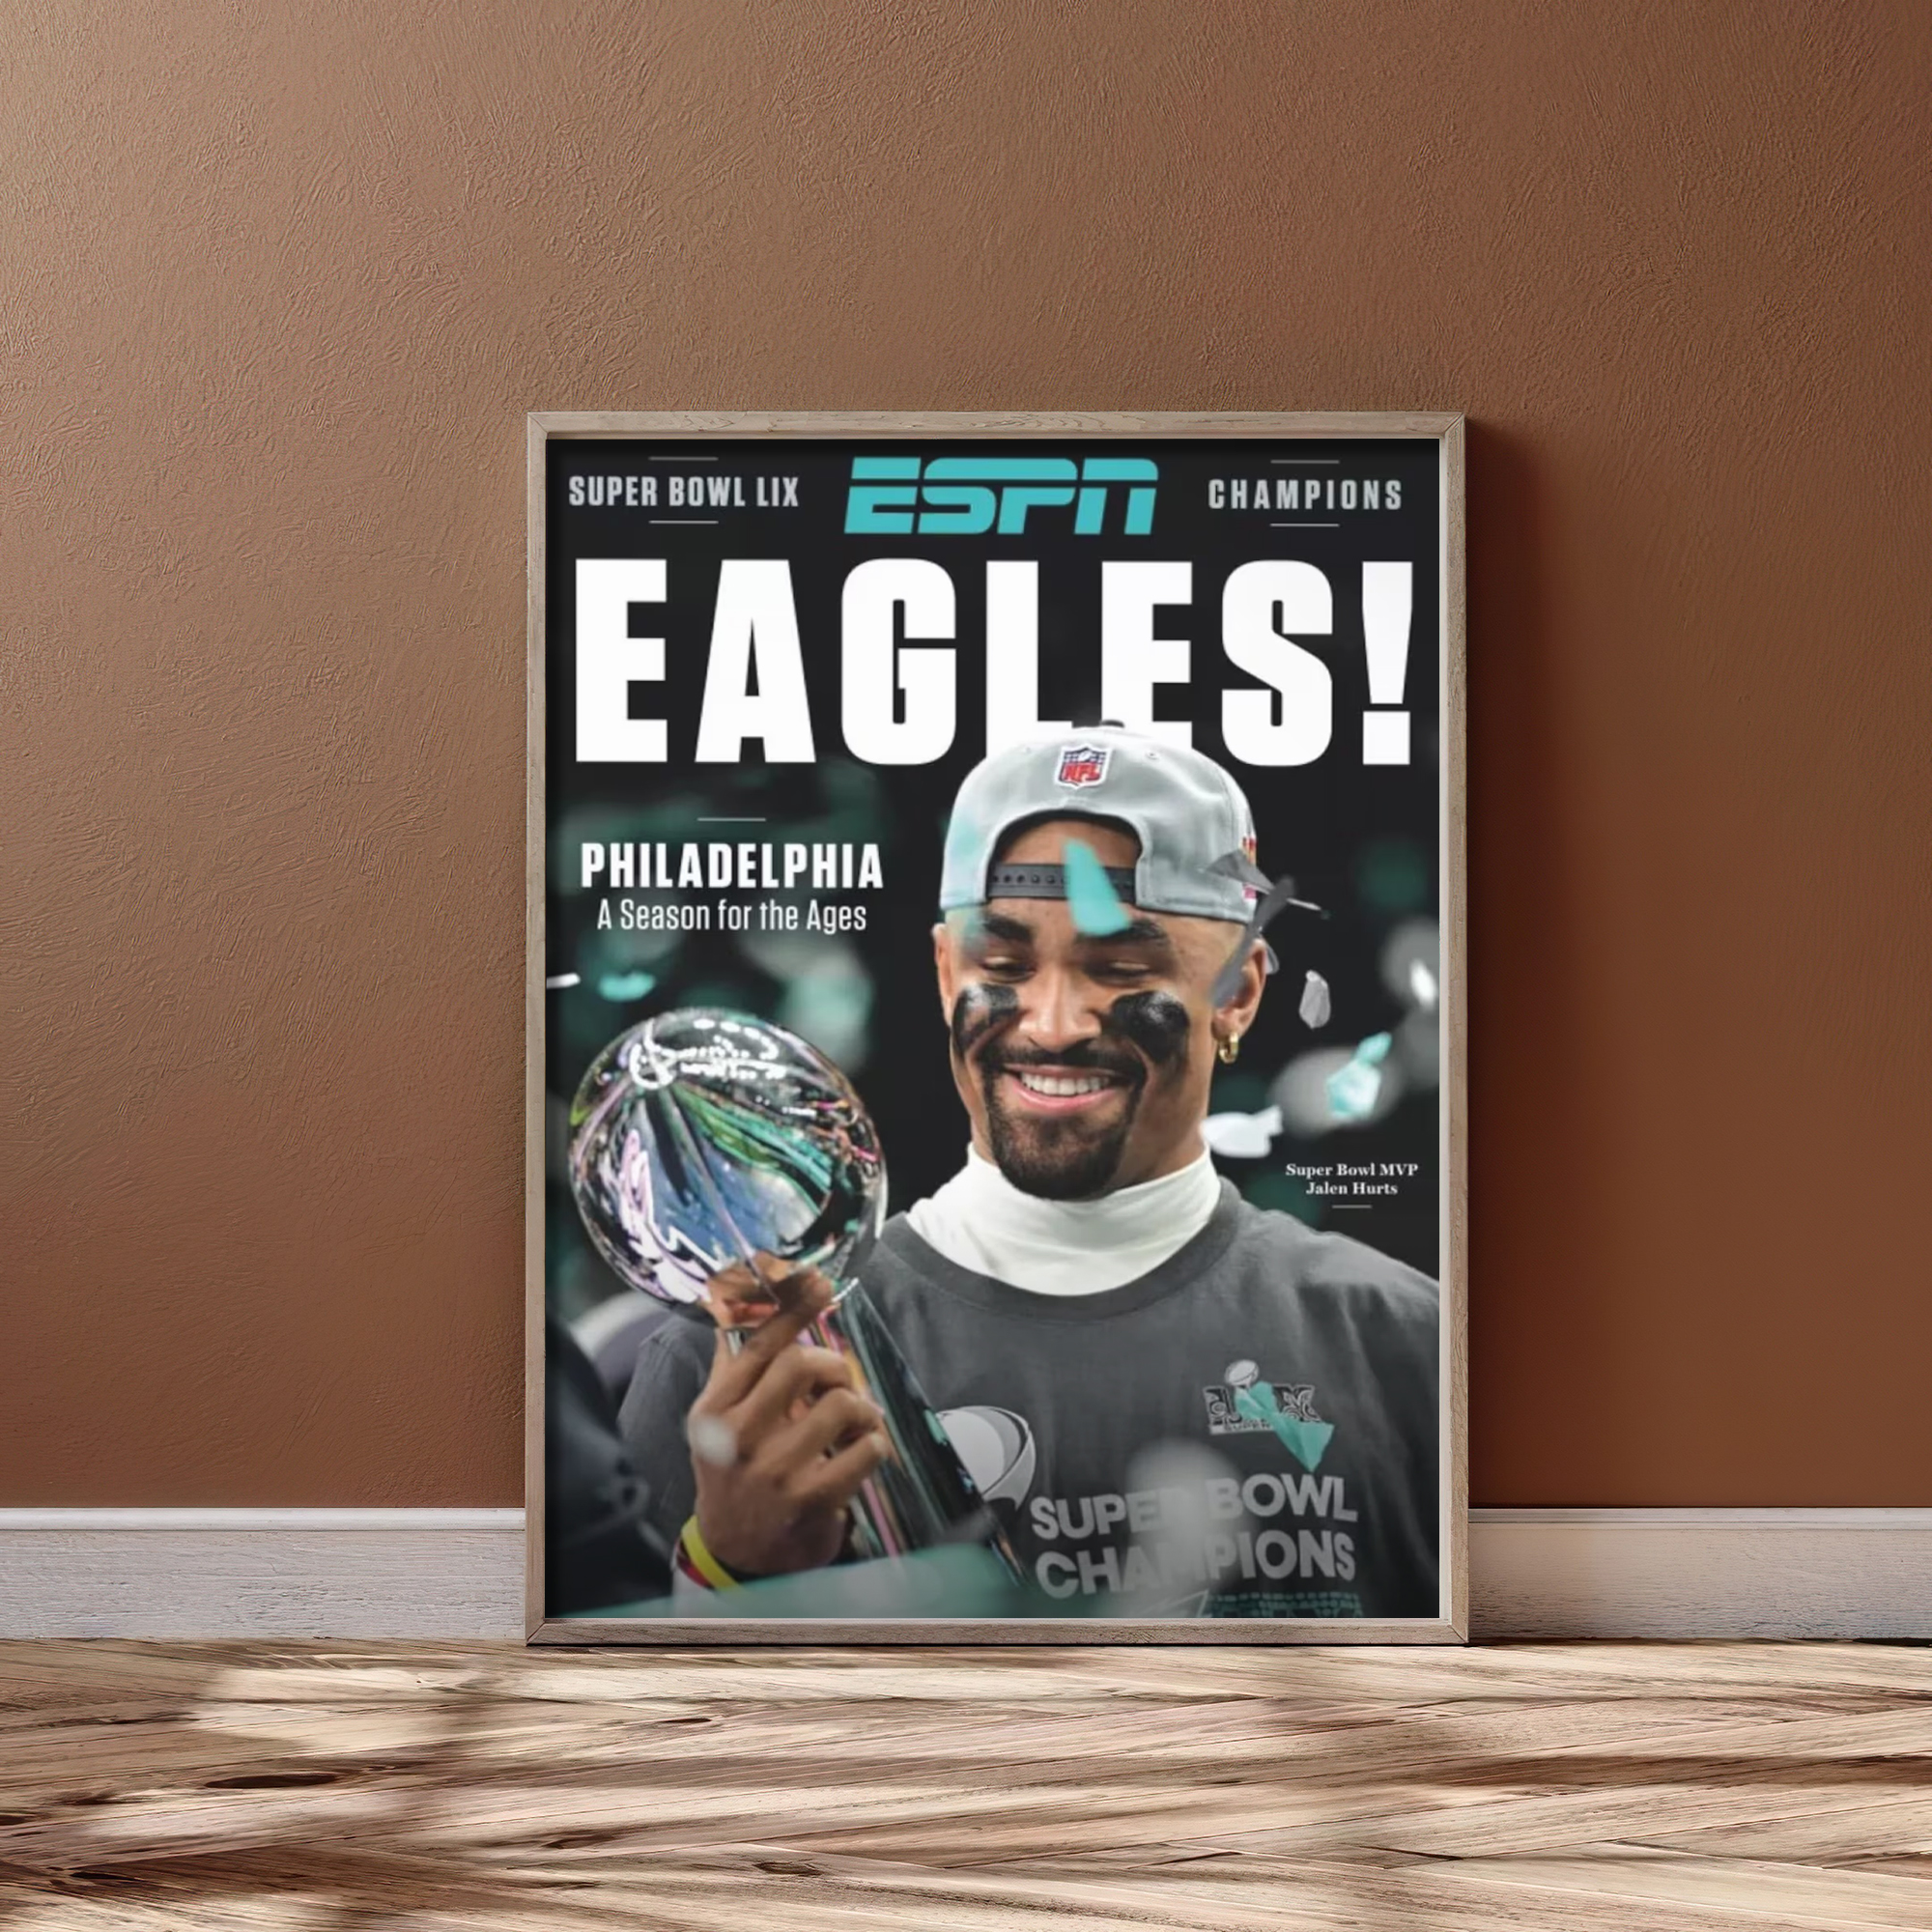 SUPER BOWL LIX
ESPN
CHAMPIONS
EAGLES!
NFL
PHILADELPHIA
A Season for the Ages
Super Bowl MVP
Jalen Hurts
SUPER BOWL
CHAMPIONS